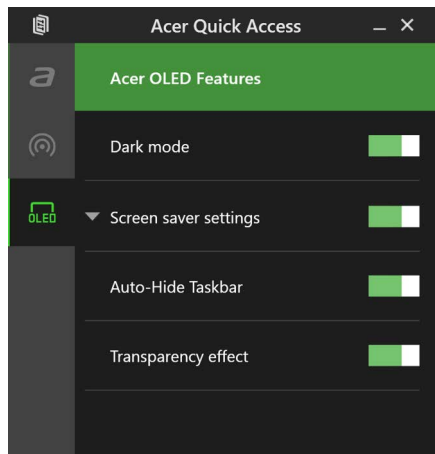 Acer Quick Access
a
Acer OLED Features
Dark mode
OLED
Screen saver settings
Auto-Hide Taskbar
Transparency effect